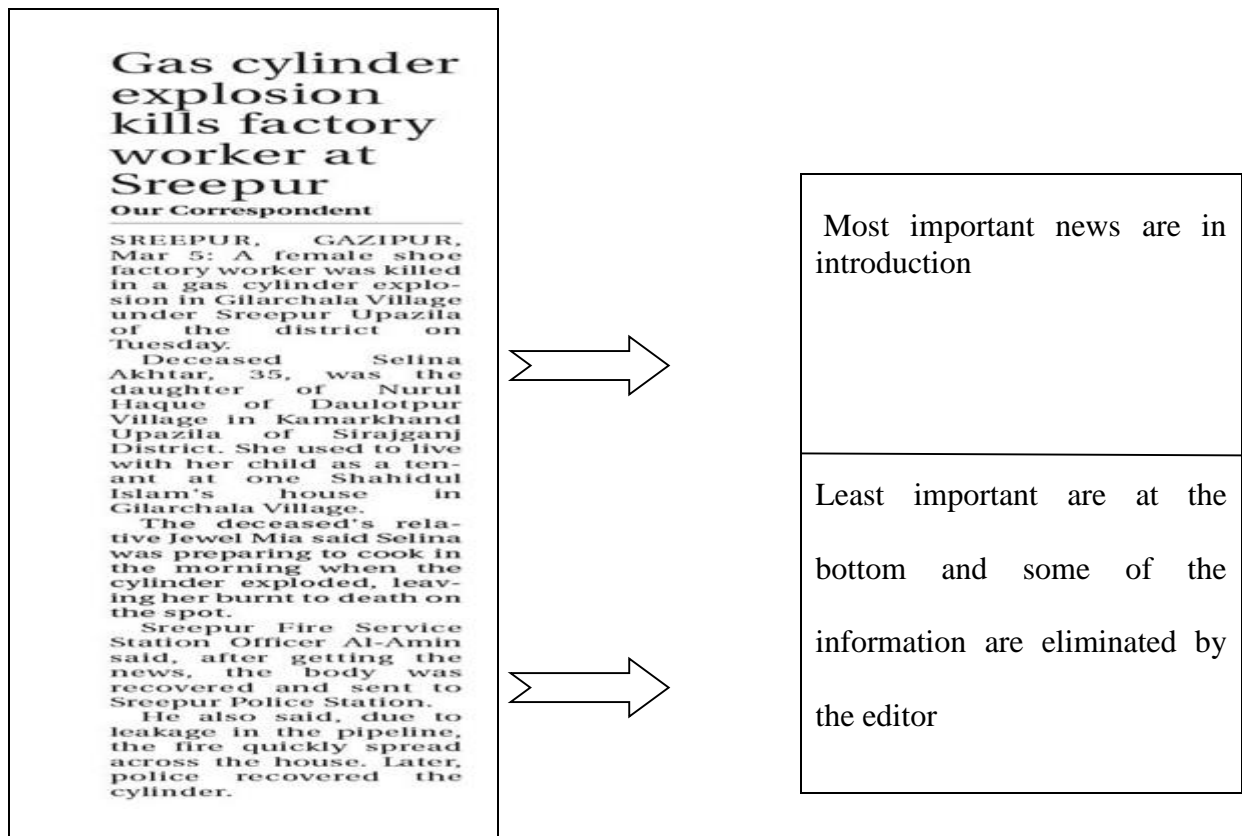 Gas cylinder
explosion
kills factory
worker at
Sreepur
Our Correspondent
SREEPUR, GAZIPUR,
Mar 5: A female shoe
factory worker was killed
in a gas cylinder explo-
sion in Gilarchala Village
under Sreepur Upazila
of the district on
Tuesday.
Deceased Selina
Akhtar, 35, was the
daughter of Nurul
Haque of Daulotpur
Village in Kamarkhand
Upazila of Sirajganj
District. She used to live
with her child as a ten-
ant at one Shahidul
Islam's house in
Gilarchala Village.
The deceased's rela-
tive Jewel Mia said Selina
was preparing to cook in
the morning when the
cylinder exploded, leav-
ing her burnt to death on
the spot.
Sreepur Fire Service
Station Officer Al-Amin
said, after getting the
news, the body was
recovered and sent to
Sreepur Police Station.
He also said, due to
leakage in the pipeline,
the fire quickly spread
across the house. Later,
police recovered the
cylinder.
Most important news are in
introduction
Least important are at the
bottom and some of the
information are eliminated by
the editor